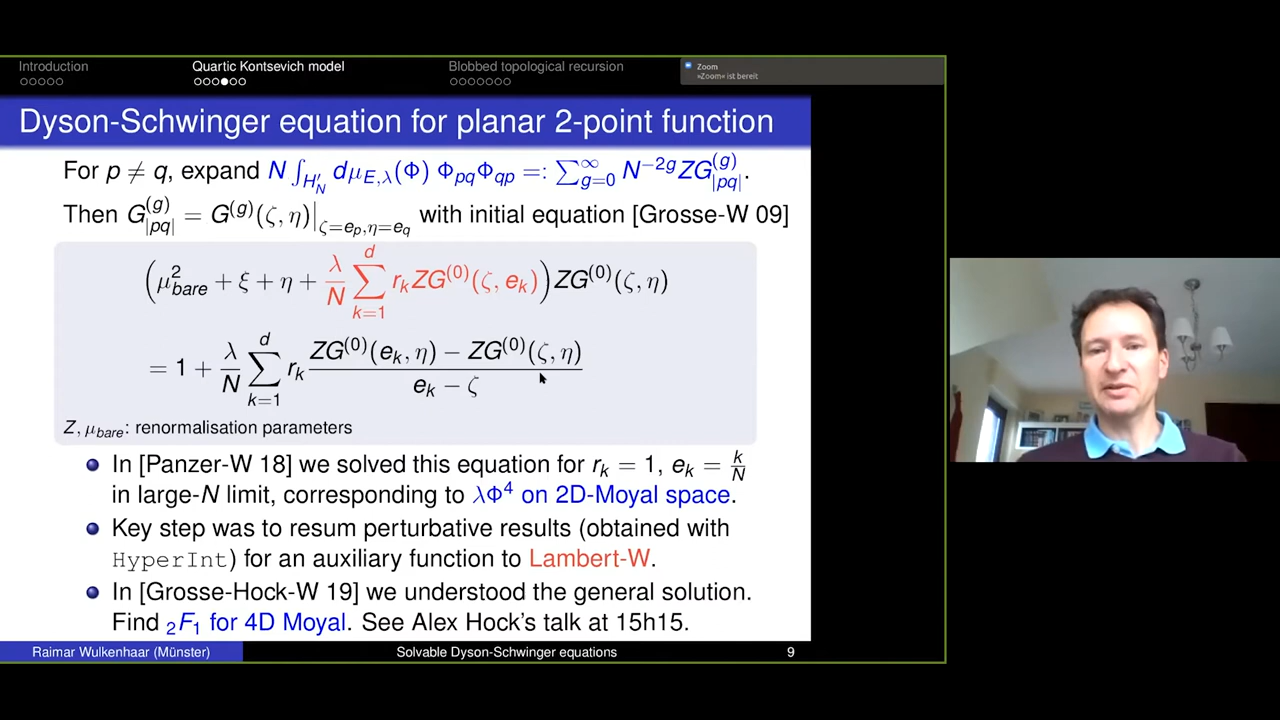 Introduction
Quartic Kontsevich model
Blobbed topological recursion
Zoom
»Zoom« ist bereit
Dyson-Schwinger equation for planar 2-point function
For p ≠ q, expand N ∫_{H'_N} dμ_{E,λ}(Φ) Φ_{pq}Φ_{qp} =: ∑_{g=0}^{∞} N^{-2g} ZG^{(g)}_{|pq|}.
Then G^{(g)}_{|pq|} = G^{(g)}(ζ, η)|_{ζ=e_p,η=e_q} with initial equation [Grosse-W 09]
(μ²_{bare} + ξ + η + λ/N ∑_{k=1}^{d} r_k ZG^{(0)}(ζ, e_k)) ZG^{(0)}(ζ, η)
= 1 + λ/N ∑_{k=1}^{d} r_k (ZG^{(0)}(e_k, η) − ZG^{(0)}(ζ, η))/(e_k − ζ)
Z, μ_{bare}: renormalisation parameters
In [Panzer-W 18] we solved this equation for r_k = 1, e_k = k/N
in large-N limit, corresponding to λΦ⁴ on 2D-Moyal space.
Key step was to resum perturbative results (obtained with
HyperInt) for an auxiliary function to Lambert-W.
In [Grosse-Hock-W 19] we understood the general solution.
Find ₂F₁ for 4D Moyal. See Alex Hock's talk at 15h15.
Raimar Wulkenhaar (Münster)
Solvable Dyson-Schwinger equations
9